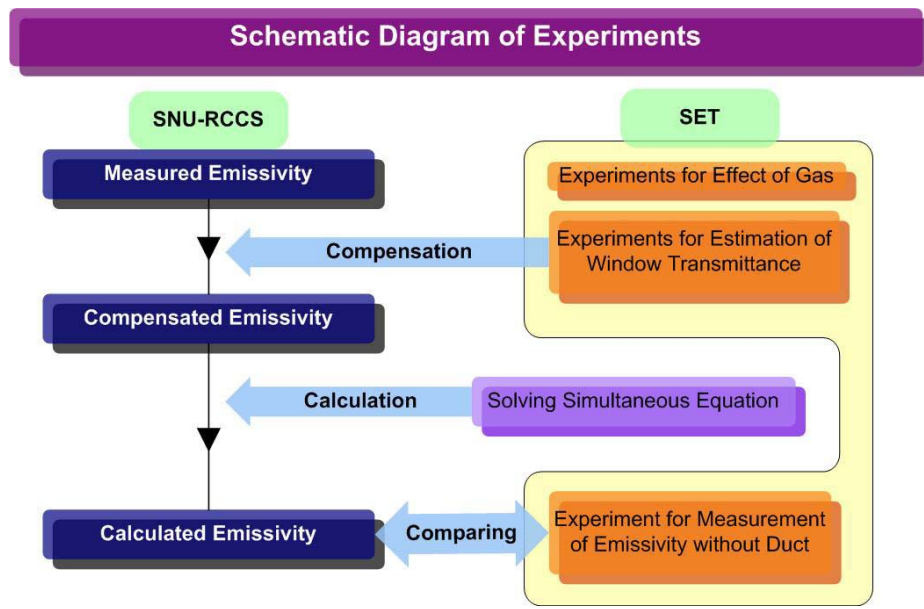 Schematic Diagram of Experiments
SNU-RCCS
SET
Measured Emissivity
Experiments for Effect of Gas
Compensation
Experiments for Estimation of
Window Transmittance
Compensated Emissivity
Calculation
Solving Simultaneous Equation
Calculated Emissivity
Comparing
Experiment for Measurement
of Emissivity without Duct